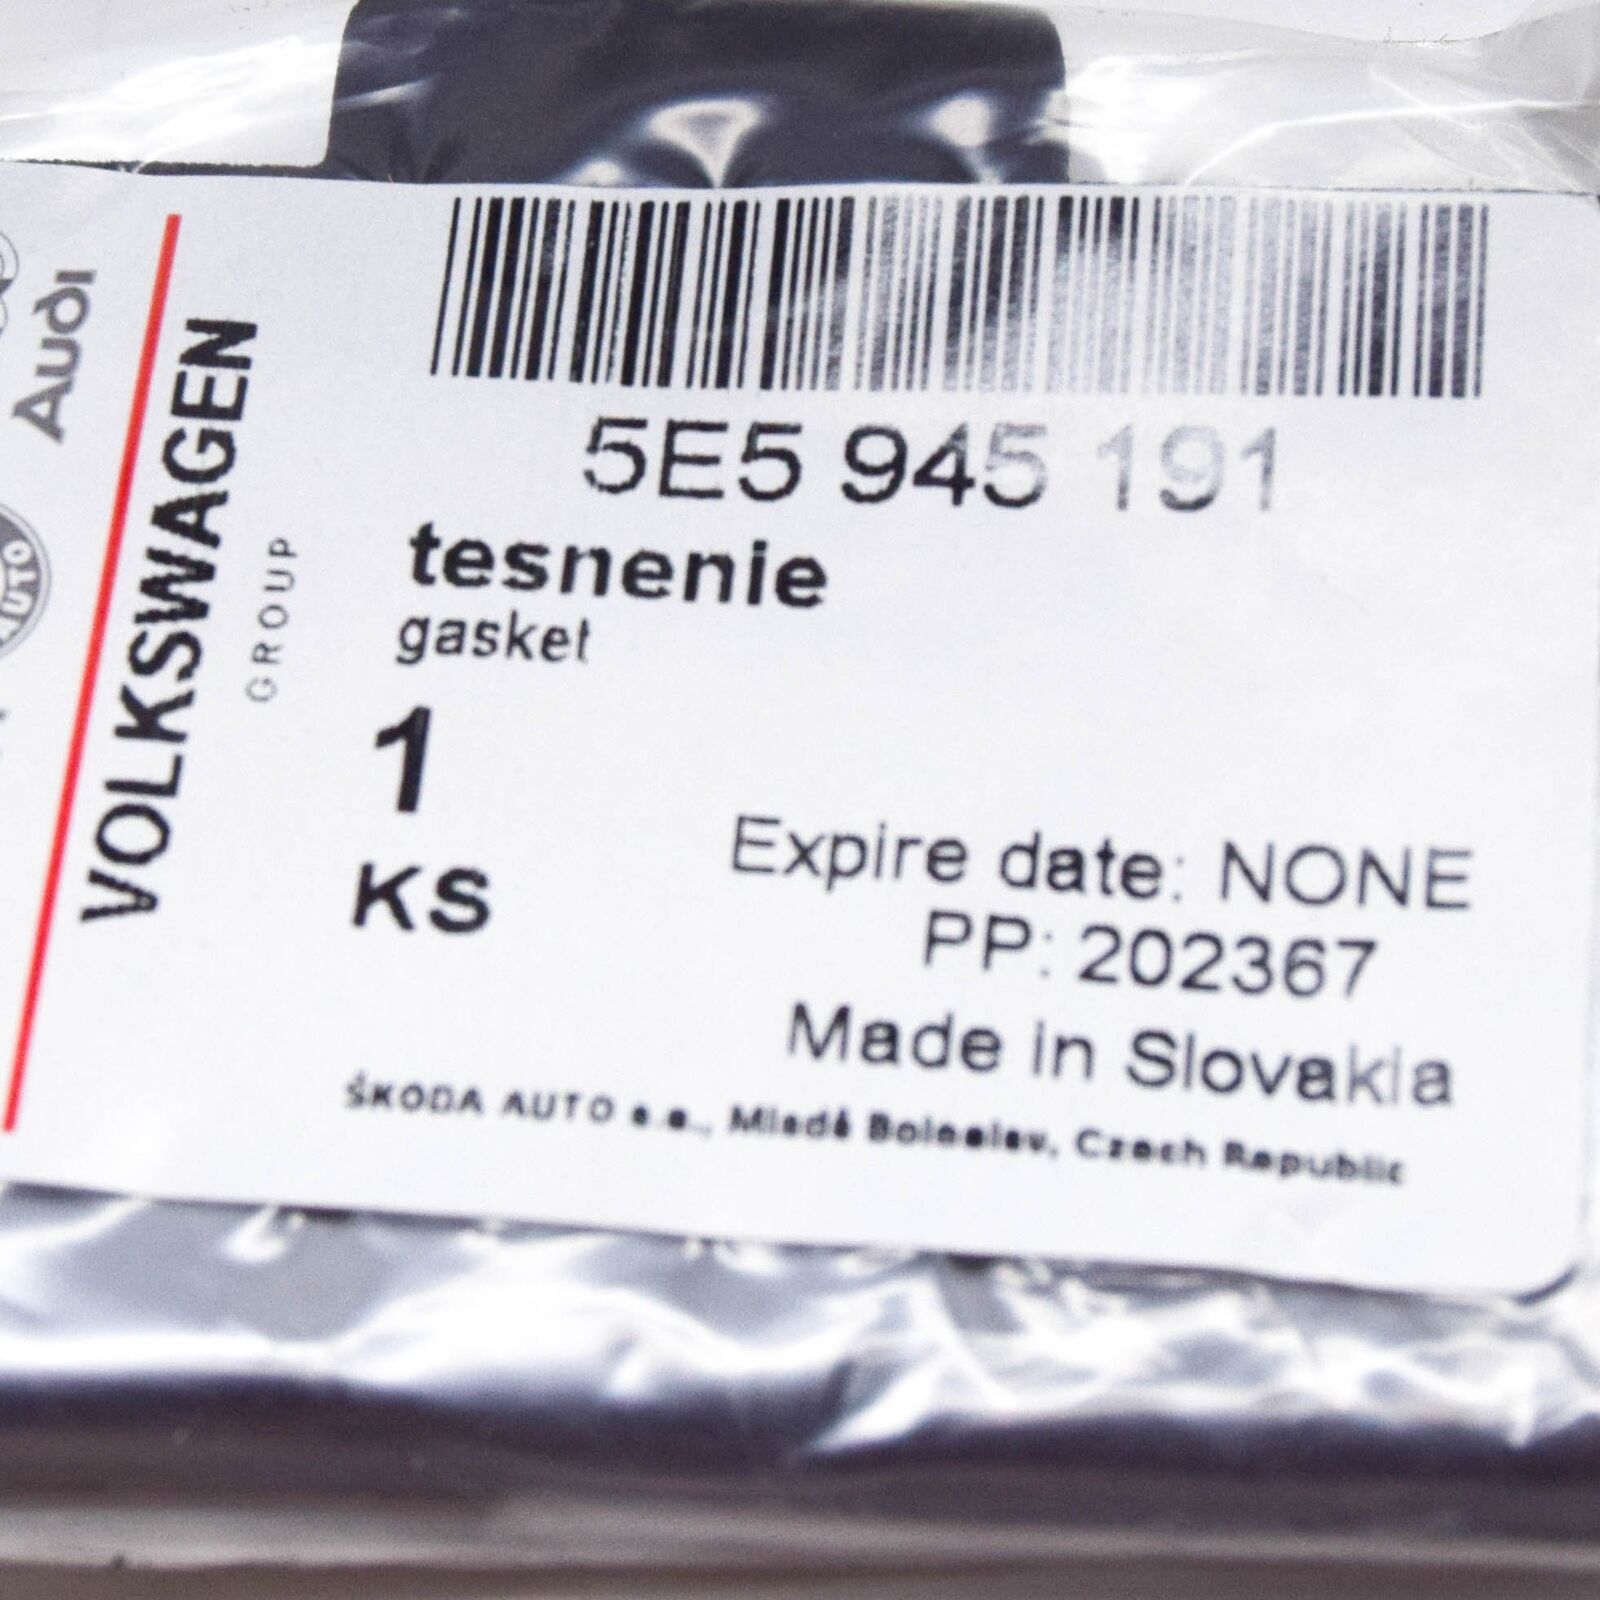 Audi
AUTO
VOLKSWAGEN
GROUP
5E5 945 191
tesnenie
gasket
1
KS
Expire date: NONE
PP: 202367
Made in Slovakia
ŠKODA AUTO a.s., Mladá Boleslav, Czech Republic